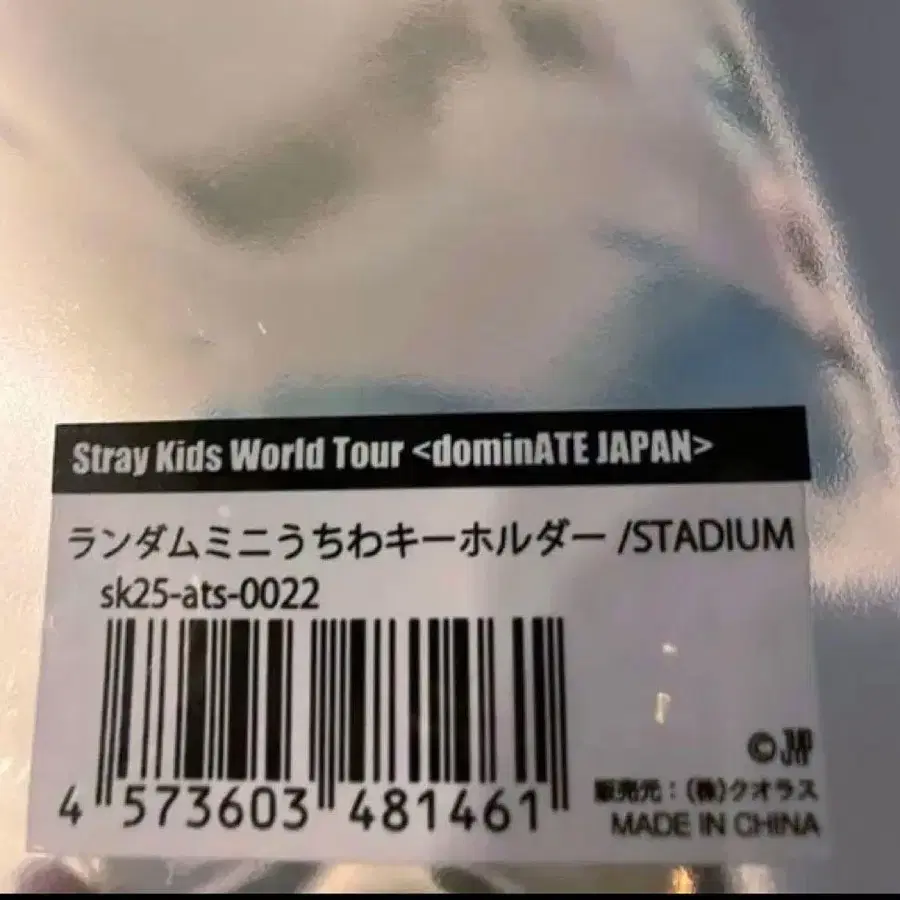 Stray Kids World Tour <dominATE JAPAN>
ランダムミニうちわキーホルダー /STADIUM
sk25-ats-0022
4 573603 481461
©
販売元：(株)クオラス
MADE IN CHINA